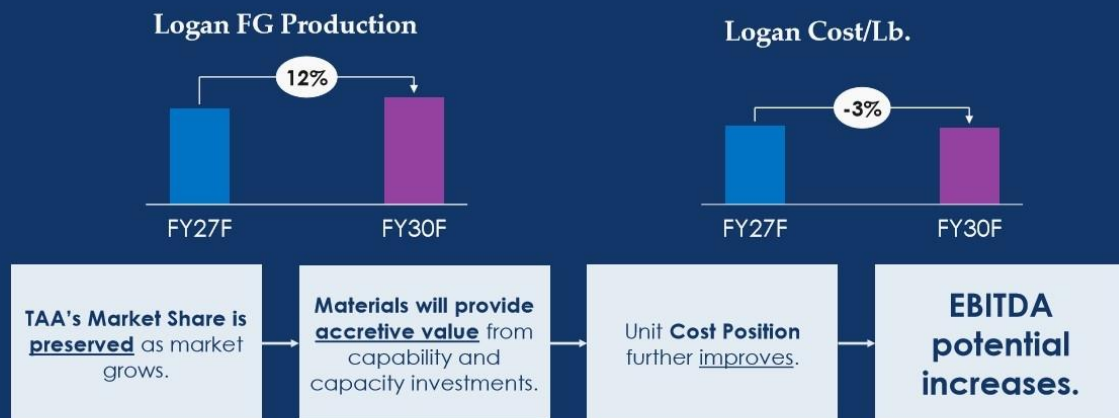 Logan FG Production
12%
FY27F
FY30F
Logan Cost/Lb.
-3%
FY27F
FY30F
TAA's Market Share is
preserved as market
grows.
Materials will provide
accretive value from
capability and
capacity investments.
Unit Cost Position
further improves.
EBITDA
potential
increases.